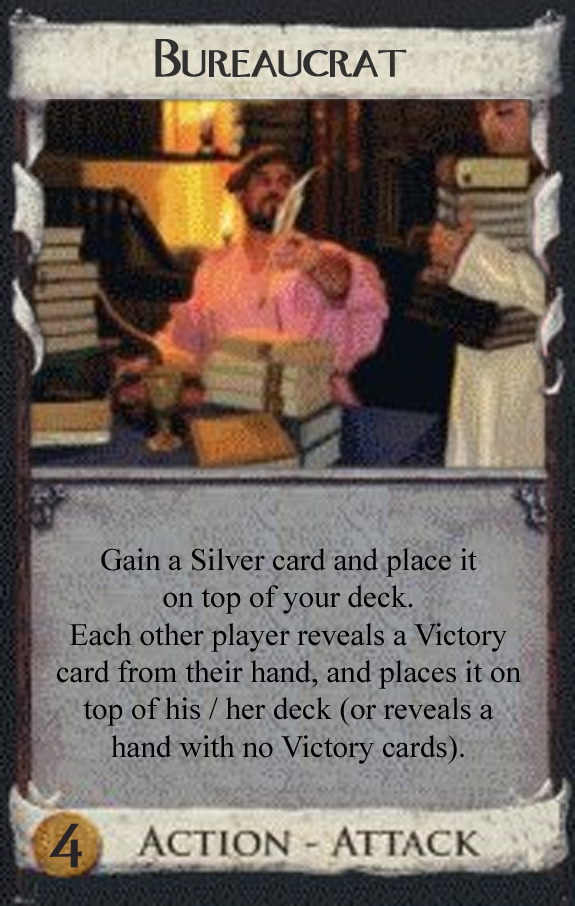 BUREAUCRAT
Gain a Silver card and place it
on top of your deck.
Each other player reveals a Victory
card from their hand, and places it on
top of his / her deck (or reveals a
hand with no Victory cards).
4
ACTION - ATTACK